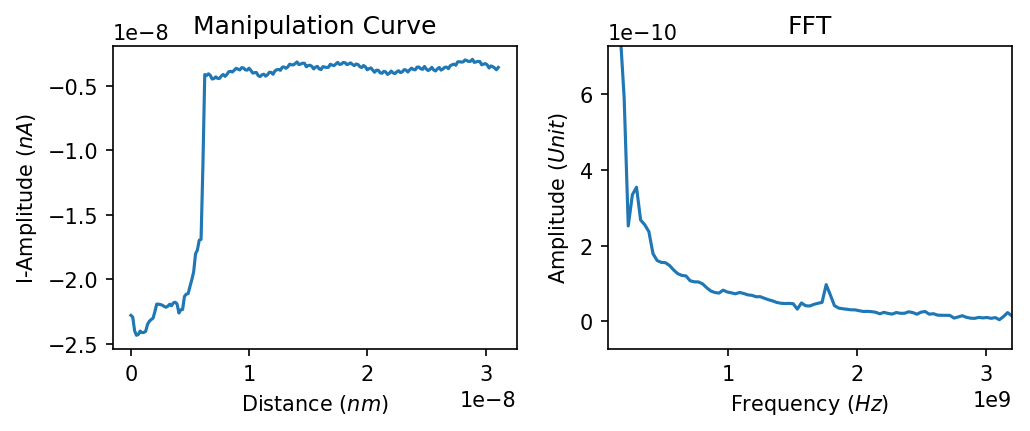 Manipulation Curve
1e−8
−0.5
−1.0
−1.5
−2.0
−2.5
I-Amplitude (nA)
0 1 2 3
1e−8
Distance (nm)
FFT
1e−10
6
4
2
0
Amplitude (Unit)
1 2 3
1e9
Frequency (Hz)